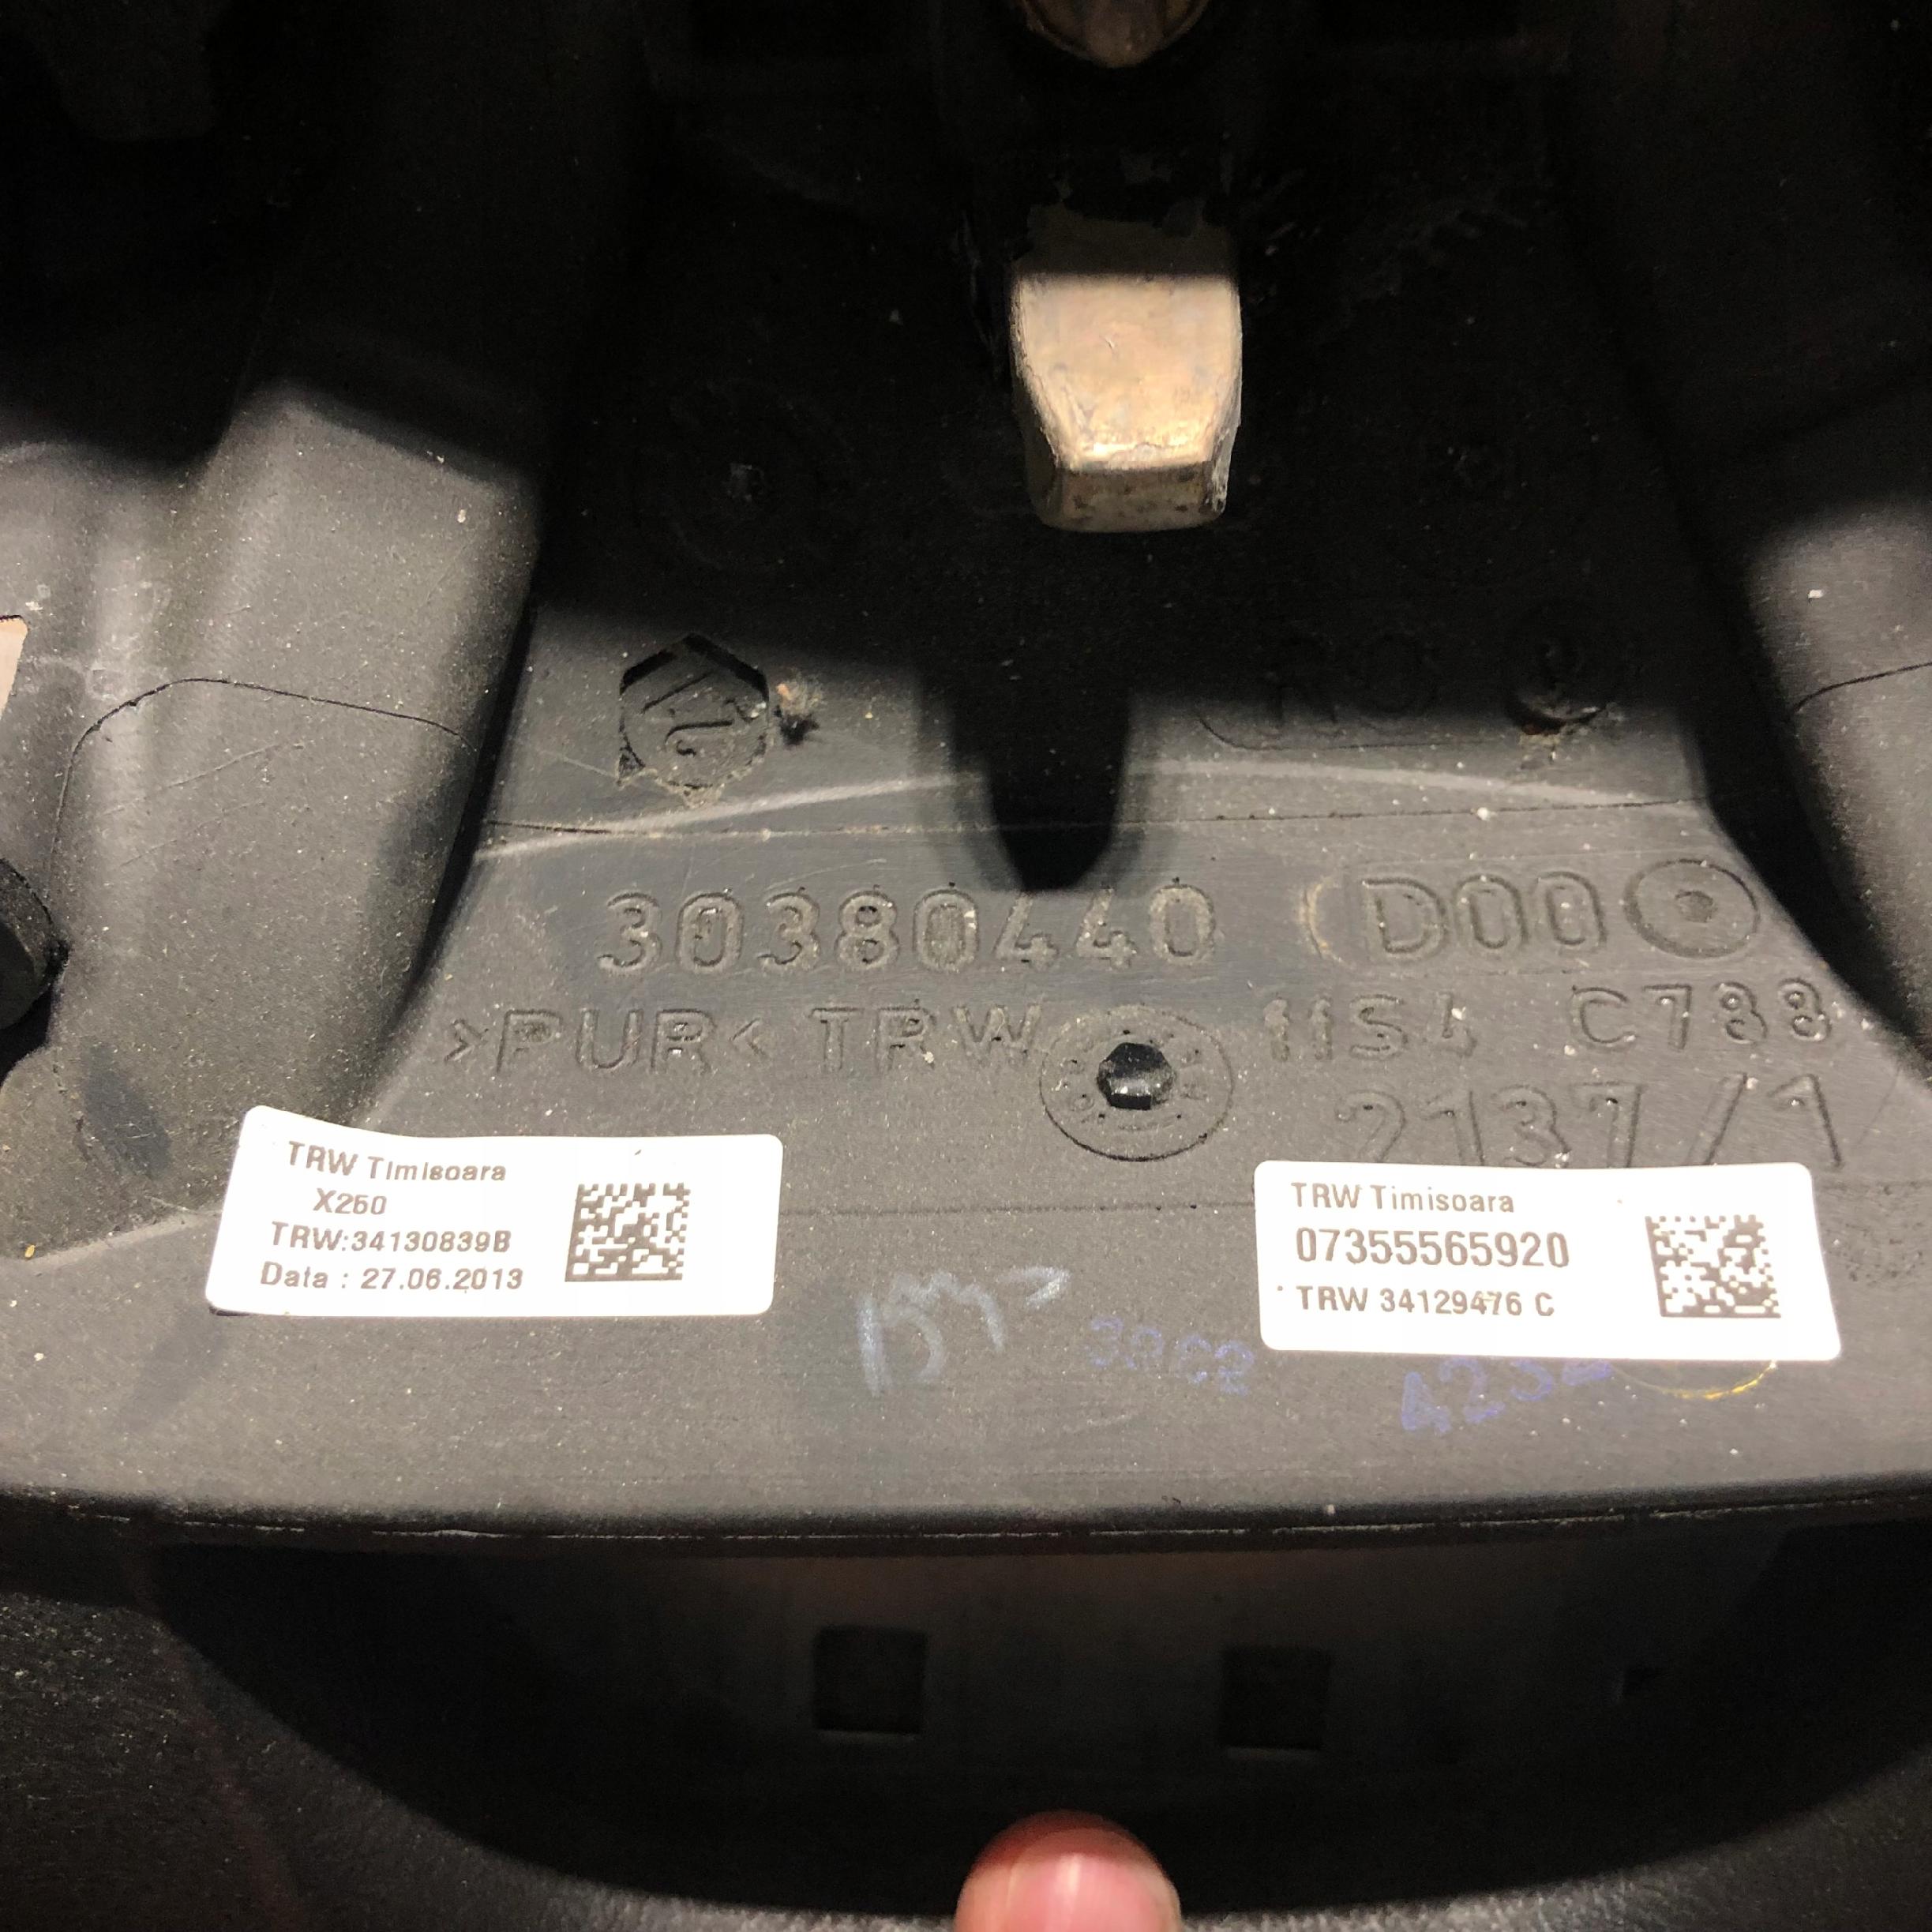 RO
30380440 D00
>PUR< TRW 11S4 C788
2137/1
TRW Timisoara
X250
TRW:34130839B
Data : 27.06.2013
TRW Timisoara
07355565920
TRW 34129476 C